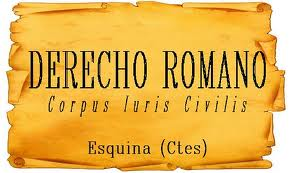 DERECHO ROMANO
Corpus Iuris Civilis
Esquina (Ctes)